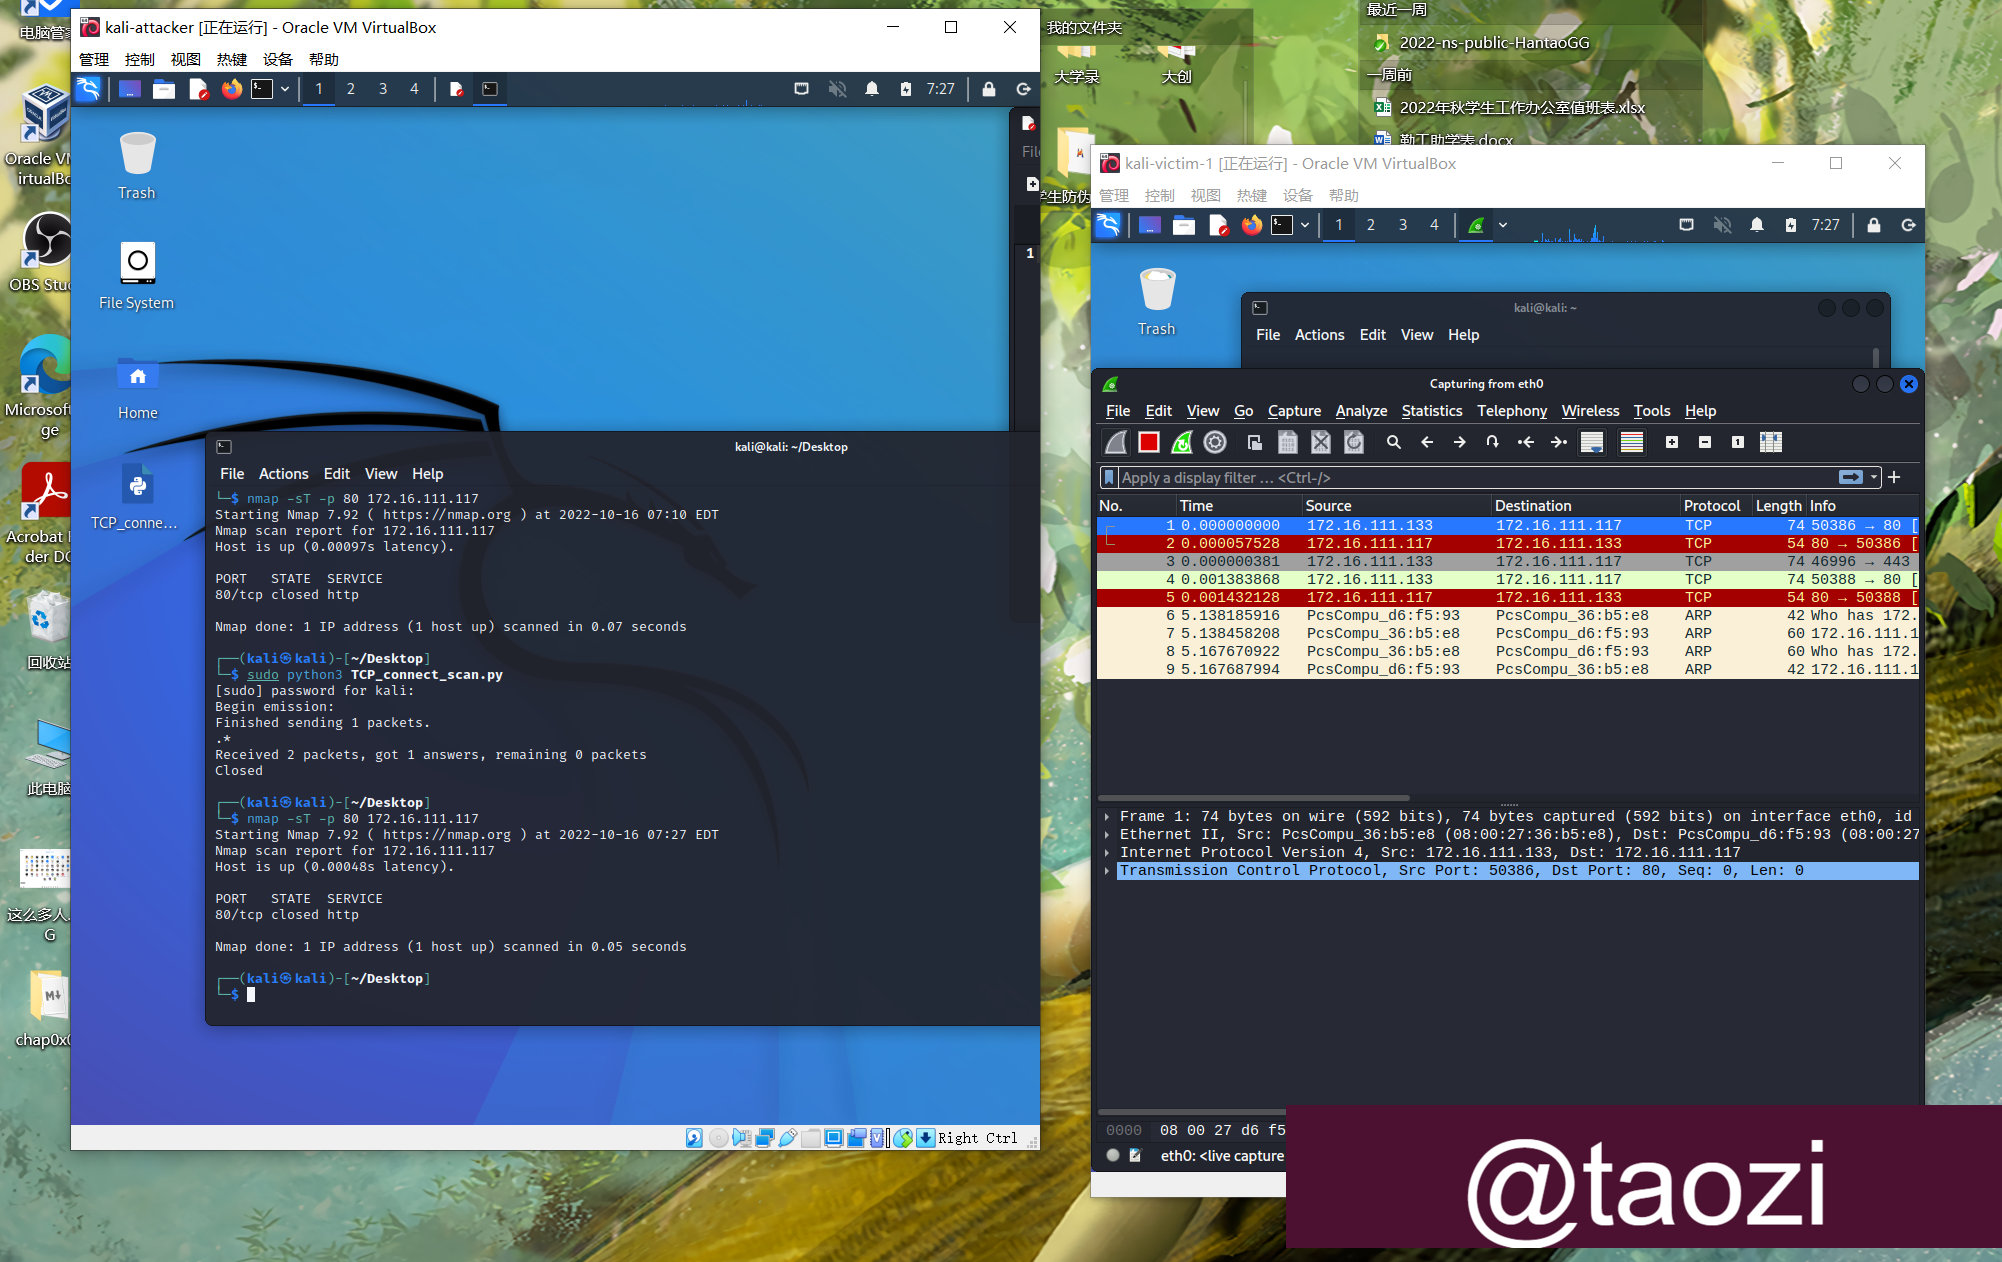 电脑管家
Oracle VM
irtualBo
OBS Stud
Microsoft
ge
Acrobat
der DC
回收站
此电脑
这么多人.
G
chap0x0
kali-attacker [正在运行] - Oracle VM VirtualBox
管理 控制 视图 热键 设备 帮助
1 2 3 4 7:27
Trash
File System
Home
TCP_conne...
File
1
kali@kali: ~/Desktop
File Actions Edit View Help
└─$ nmap -sT -p 80 172.16.111.117
Starting Nmap 7.92 ( https://nmap.org ) at 2022-10-16 07:10 EDT
Nmap scan report for 172.16.111.117
Host is up (0.00097s latency).
PORT   STATE  SERVICE
80/tcp closed http
Nmap done: 1 IP address (1 host up) scanned in 0.07 seconds
┌──(kali㉿kali)-[~/Desktop]
└─$ sudo python3 TCP_connect_scan.py
[sudo] password for kali:
Begin emission:
Finished sending 1 packets.
.*
Received 2 packets, got 1 answers, remaining 0 packets
Closed
┌──(kali㉿kali)-[~/Desktop]
└─$ nmap -sT -p 80 172.16.111.117
Starting Nmap 7.92 ( https://nmap.org ) at 2022-10-16 07:27 EDT
Nmap scan report for 172.16.111.117
Host is up (0.00048s latency).
PORT   STATE  SERVICE
80/tcp closed http
Nmap done: 1 IP address (1 host up) scanned in 0.05 seconds
┌──(kali㉿kali)-[~/Desktop]
└─$
Right Ctrl
我的文件夹
大学录 大创
学生防伪
最近一周
2022-ns-public-HantaoGG
一周前
2022年秋学生工作办公室值班表.xlsx
勤工助学表.docx
kali-victim-1 [正在运行] - Oracle VM VirtualBox
管理 控制 视图 热键 设备 帮助
1 2 3 4 7:27
Trash
kali@kali: ~
File Actions Edit View Help
Capturing from eth0
File Edit View Go Capture Analyze Statistics Telephony Wireless Tools Help
Apply a display filter ... <Ctrl-/>
No. Time Source Destination Protocol Length Info
1 0.000000000 172.16.111.133 172.16.111.117 TCP 74 50386 → 80 [
2 0.000057528 172.16.111.117 172.16.111.133 TCP 54 80 → 50386 [
3 0.000000381 172.16.111.133 172.16.111.117 TCP 74 46996 → 443
4 0.001383868 172.16.111.133 172.16.111.117 TCP 74 50388 → 80 [
5 0.001432128 172.16.111.117 172.16.111.133 TCP 54 80 → 50388 [
6 5.138185916 PcsCompu_d6:f5:93 PcsCompu_36:b5:e8 ARP 42 Who has 172.
7 5.138458208 PcsCompu_36:b5:e8 PcsCompu_d6:f5:93 ARP 60 172.16.111.1
8 5.167670922 PcsCompu_36:b5:e8 PcsCompu_d6:f5:93 ARP 60 Who has 172.
9 5.167687994 PcsCompu_d6:f5:93 PcsCompu_36:b5:e8 ARP 42 172.16.111.1
Frame 1: 74 bytes on wire (592 bits), 74 bytes captured (592 bits) on interface eth0, id
Ethernet II, Src: PcsCompu_36:b5:e8 (08:00:27:36:b5:e8), Dst: PcsCompu_d6:f5:93 (08:00:27
Internet Protocol Version 4, Src: 172.16.111.133, Dst: 172.16.111.117
Transmission Control Protocol, Src Port: 50386, Dst Port: 80, Seq: 0, Len: 0
0000 08 00 27 d6 f5
eth0: <live capture
@taozi